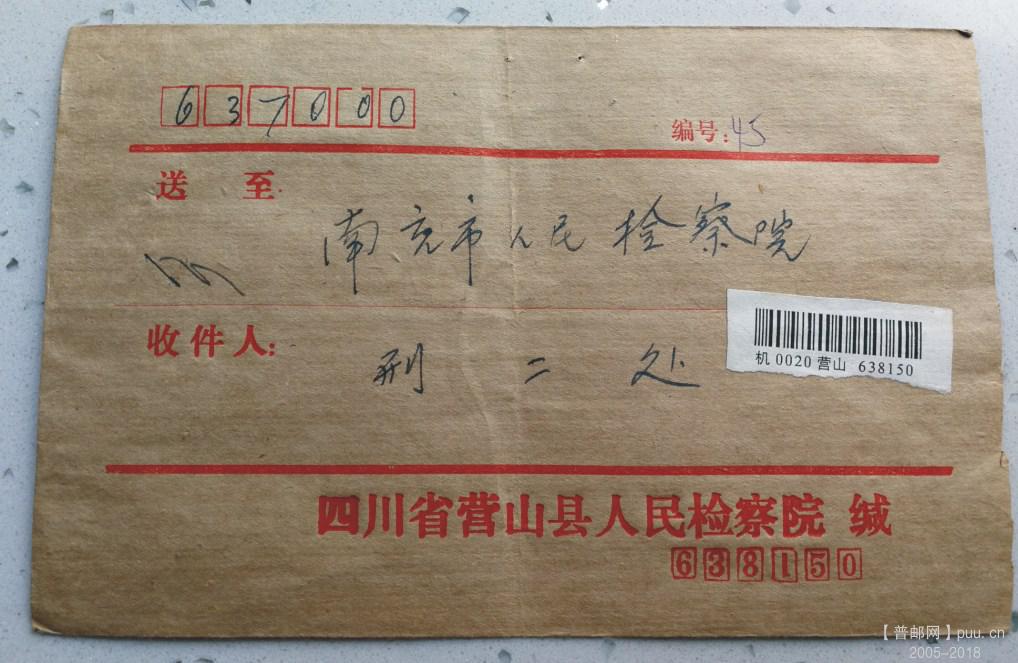 637000
编号:45
送 至
南充市人民检察院
收件人:
刑二处
机 0020 营山 638150
四川省营山县人民检察院 缄
638150
【普邮网】puu.cn
2005-2018